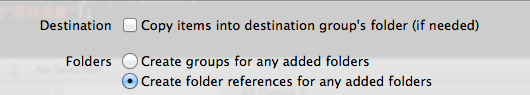 Destination Copy items into destination group's folder (if needed)
Folders Create groups for any added folders
Create folder references for any added folders